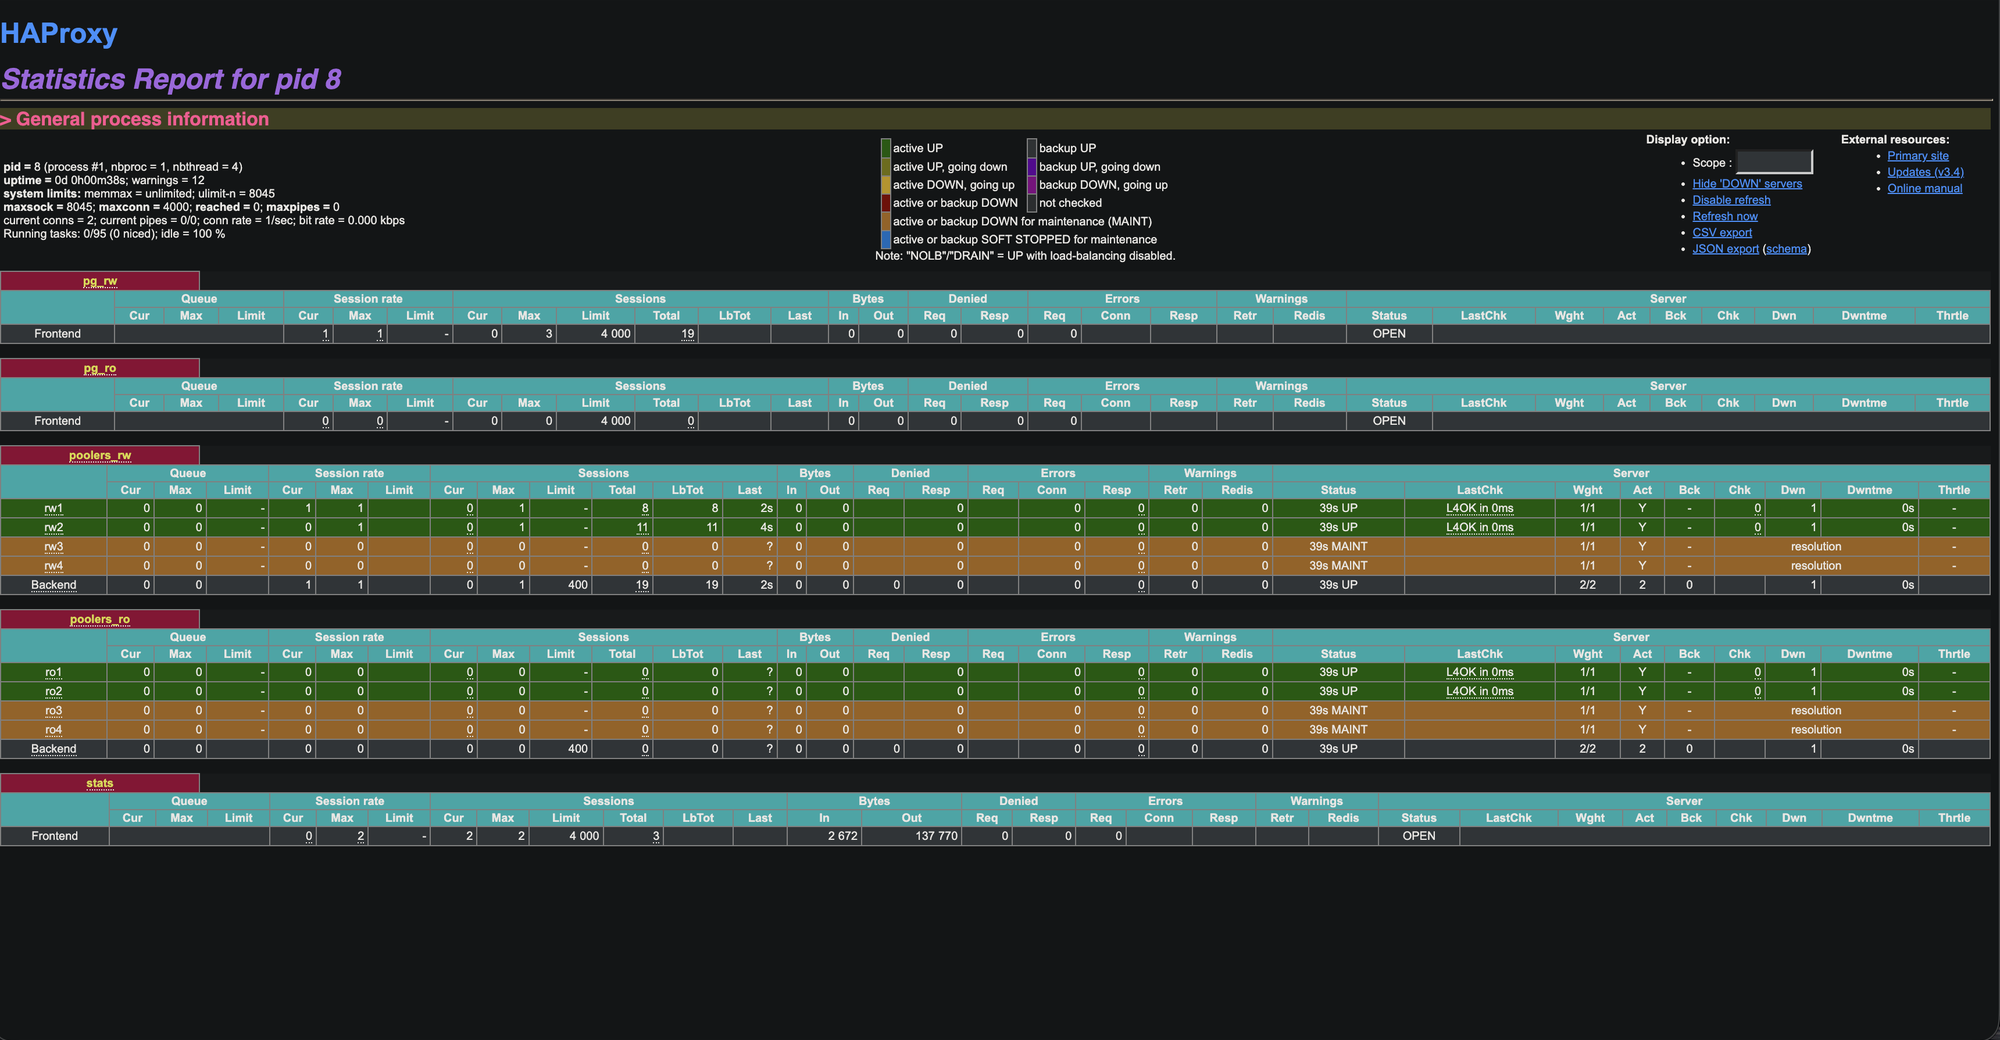 HAProxy
Statistics Report for pid 8
> General process information
pid = 8 (process #1, nbproc = 1, nbthread = 4)
uptime = 0d 0h00m38s; warnings = 12
system limits: memmax = unlimited; ulimit-n = 8045
maxsock = 8045; maxconn = 4000; reached = 0; maxpipes = 0
current conns = 2; current pipes = 0/0; conn rate = 1/sec; bit rate = 0.000 kbps
Running tasks: 0/95 (0 niced); idle = 100 %
active UP backup UP
active UP, going down backup UP, going down
active DOWN, going up backup DOWN, going up
active or backup DOWN not checked
active or backup DOWN for maintenance (MAINT)
active or backup SOFT STOPPED for maintenance
Note: "NOLB"/"DRAIN" = UP with load-balancing disabled.
Display option:
• Scope :
• Hide 'DOWN' servers
• Disable refresh
• Refresh now
• CSV export
• JSON export (schema)
External resources:
• Primary site
• Updates (v3.4)
• Online manual
pg_rw
Queue Session rate Sessions Bytes Denied Errors Warnings Server
Cur Max Limit Cur Max Limit Cur Max Limit Total LbTot Last In Out Req Resp Req Conn Resp Retr Redis Status LastChk Wght Act Bck Chk Dwn Dwntme Thrtle
Frontend 1 1 - 0 3 4 000 19 0 0 0 0 0 OPEN
pg_ro
Queue Session rate Sessions Bytes Denied Errors Warnings Server
Cur Max Limit Cur Max Limit Cur Max Limit Total LbTot Last In Out Req Resp Req Conn Resp Retr Redis Status LastChk Wght Act Bck Chk Dwn Dwntme Thrtle
Frontend 0 0 - 0 0 4 000 0 0 0 0 0 0 OPEN
poolers_rw
Queue Session rate Sessions Bytes Denied Errors Warnings Server
Cur Max Limit Cur Max Limit Cur Max Limit Total LbTot Last In Out Req Resp Req Conn Resp Retr Redis Status LastChk Wght Act Bck Chk Dwn Dwntme Thrtle
rw1 0 0 - 1 1 0 1 - 8 8 2s 0 0 0 0 0 0 0 39s UP L4OK in 0ms 1/1 Y - 0 1 0s -
rw2 0 0 - 0 1 0 1 - 11 11 4s 0 0 0 0 0 0 0 39s UP L4OK in 0ms 1/1 Y - 0 1 0s -
rw3 0 0 - 0 0 0 0 - 0 0 ? 0 0 0 0 0 0 0 39s MAINT 1/1 Y - resolution -
rw4 0 0 - 0 0 0 0 - 0 0 ? 0 0 0 0 0 0 0 39s MAINT 1/1 Y - resolution -
Backend 0 0 1 1 0 1 400 19 19 2s 0 0 0 0 0 0 0 0 39s UP 2/2 2 0 1 0s
poolers_ro
Queue Session rate Sessions Bytes Denied Errors Warnings Server
Cur Max Limit Cur Max Limit Cur Max Limit Total LbTot Last In Out Req Resp Req Conn Resp Retr Redis Status LastChk Wght Act Bck Chk Dwn Dwntme Thrtle
ro1 0 0 - 0 0 0 0 - 0 0 ? 0 0 0 0 0 0 0 39s UP L4OK in 0ms 1/1 Y - 0 1 0s -
ro2 0 0 - 0 0 0 0 - 0 0 ? 0 0 0 0 0 0 0 39s UP L4OK in 0ms 1/1 Y - 0 1 0s -
ro3 0 0 - 0 0 0 0 - 0 0 ? 0 0 0 0 0 0 0 39s MAINT 1/1 Y - resolution -
ro4 0 0 - 0 0 0 0 - 0 0 ? 0 0 0 0 0 0 0 39s MAINT 1/1 Y - resolution -
Backend 0 0 0 0 0 0 400 0 0 ? 0 0 0 0 0 0 0 0 39s UP 2/2 2 0 1 0s
stats
Queue Session rate Sessions Bytes Denied Errors Warnings Server
Cur Max Limit Cur Max Limit Cur Max Limit Total LbTot Last In Out Req Resp Req Conn Resp Retr Redis Status LastChk Wght Act Bck Chk Dwn Dwntme Thrtle
Frontend 0 2 - 2 2 4 000 3 2 672 137 770 0 0 0 OPEN